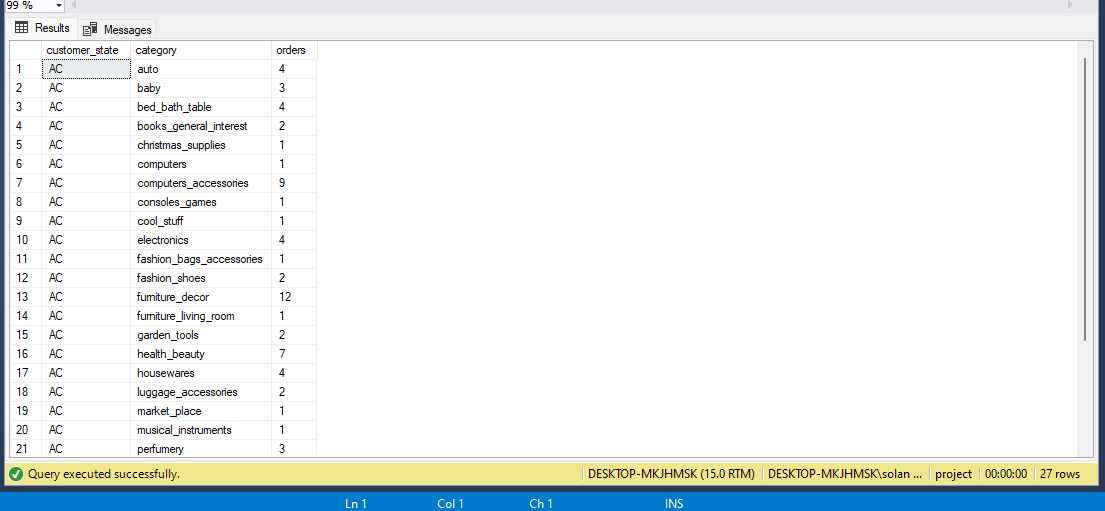 99 %
Results Messages
customer_state category orders
1 AC auto 4
2 AC baby 3
3 AC bed_bath_table 4
4 AC books_general_interest 2
5 AC christmas_supplies 1
6 AC computers 1
7 AC computers_accessories 9
8 AC consoles_games 1
9 AC cool_stuff 1
10 AC electronics 4
11 AC fashion_bags_accessories 1
12 AC fashion_shoes 2
13 AC furniture_decor 12
14 AC furniture_living_room 1
15 AC garden_tools 2
16 AC health_beauty 7
17 AC housewares 4
18 AC luggage_accessories 2
19 AC market_place 1
20 AC musical_instruments 1
21 AC perfumery 3
Query executed successfully. DESKTOP-MKJHMSK (15.0 RTM) DESKTOP-MKJHMSK\solan ... project 00:00:00 27 rows
Ln 1 Col 1 Ch 1 INS